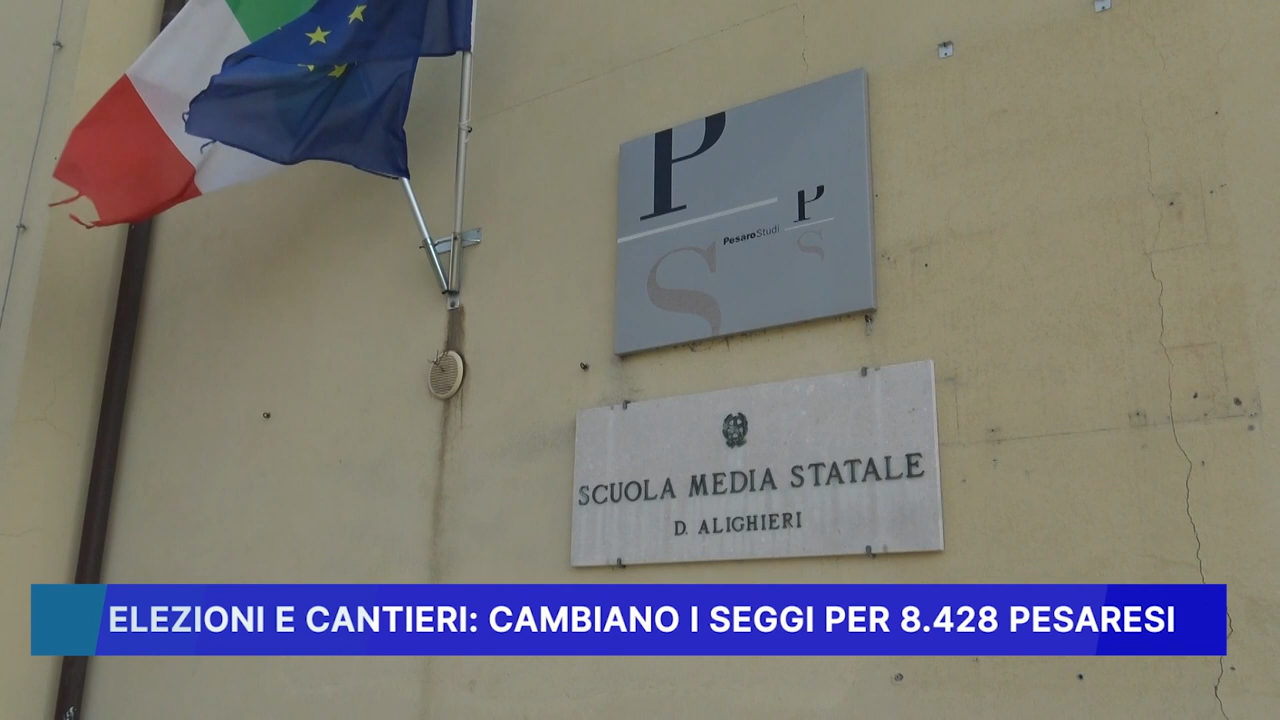 P
S
PesaroStudi
P
S
SCUOLA MEDIA STATALE
D. ALIGHIERI
ELEZIONI E CANTIERI: CAMBIANO I SEGGI PER 8.428 PESARESI